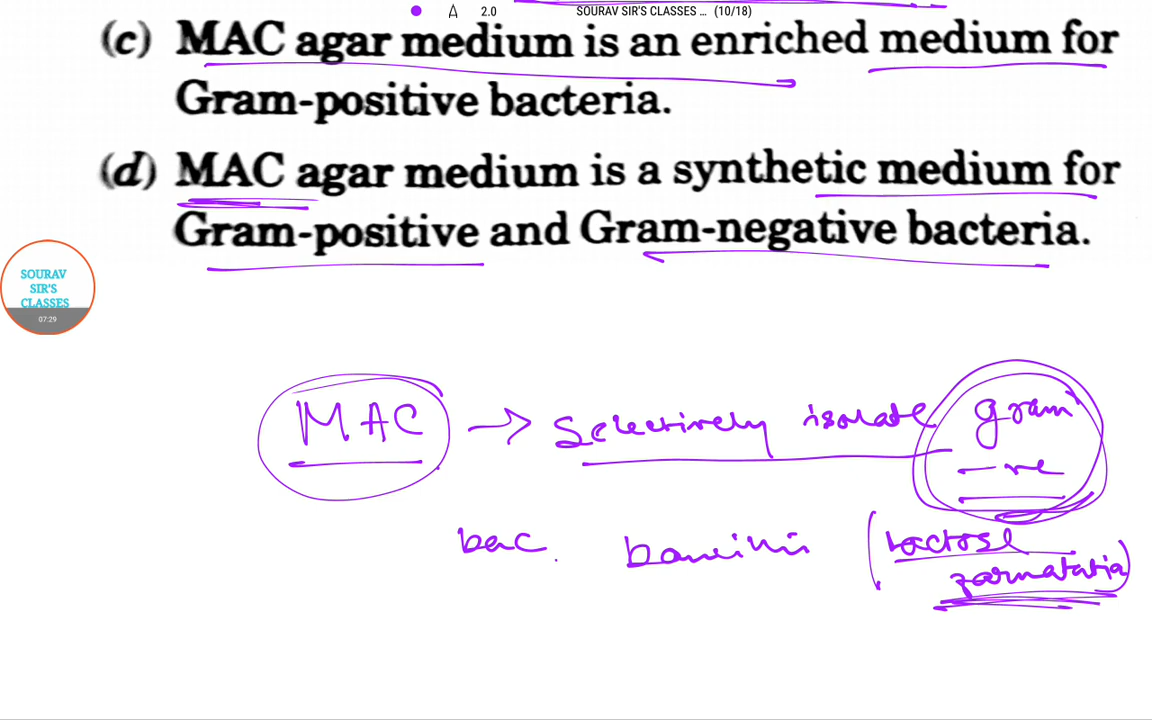 2.0 SOURAV SIR'S CLASSES ... (10/18)
(c) MAC agar medium is an enriched medium for
Gram-positive bacteria.
(d) MAC agar medium is a synthetic medium for
Gram-positive and Gram-negative bacteria.
SOURAV
SIR'S
CLASSES
07:29
MAC → Selectively isolate gram
-ve
bac. (Lactose